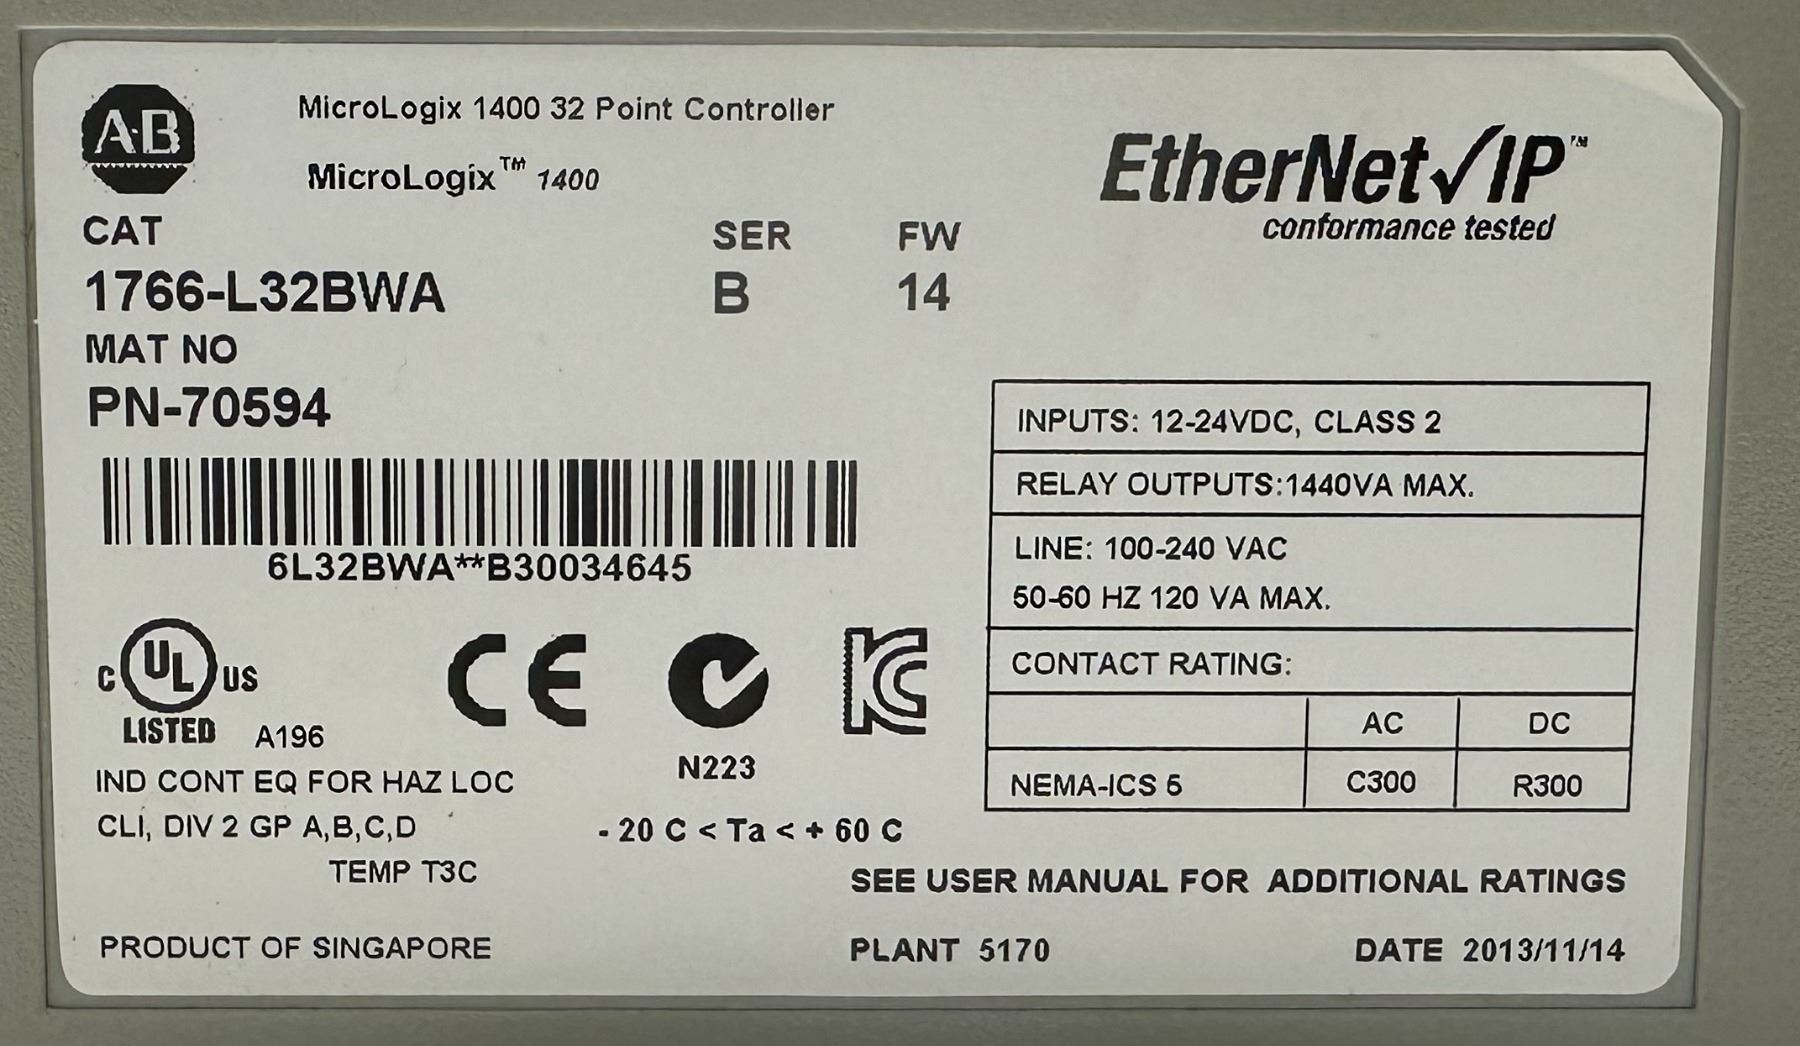 AB
MicroLogix 1400 32 Point Controller
MicroLogix™ 1400
EtherNet/IP™
conformance tested
CAT
SER
FW
1766-L32BWA
B
14
MAT NO
PN-70594
6L32BWA**B30034645
INPUTS: 12-24VDC, CLASS 2
RELAY OUTPUTS:1440VA MAX.
LINE: 100-240 VAC
50-60 HZ 120 VA MAX.
CONTACT RATING:
AC
DC
NEMA-ICS 5
C300
R300
C UL US
LISTED
A196
CE
N223
KC
IND CONT EQ FOR HAZ LOC
CLI, DIV 2 GP A,B,C,D
TEMP T3C
- 20 C < Ta < + 60 C
SEE USER MANUAL FOR ADDITIONAL RATINGS
PRODUCT OF SINGAPORE
PLANT 5170
DATE 2013/11/14